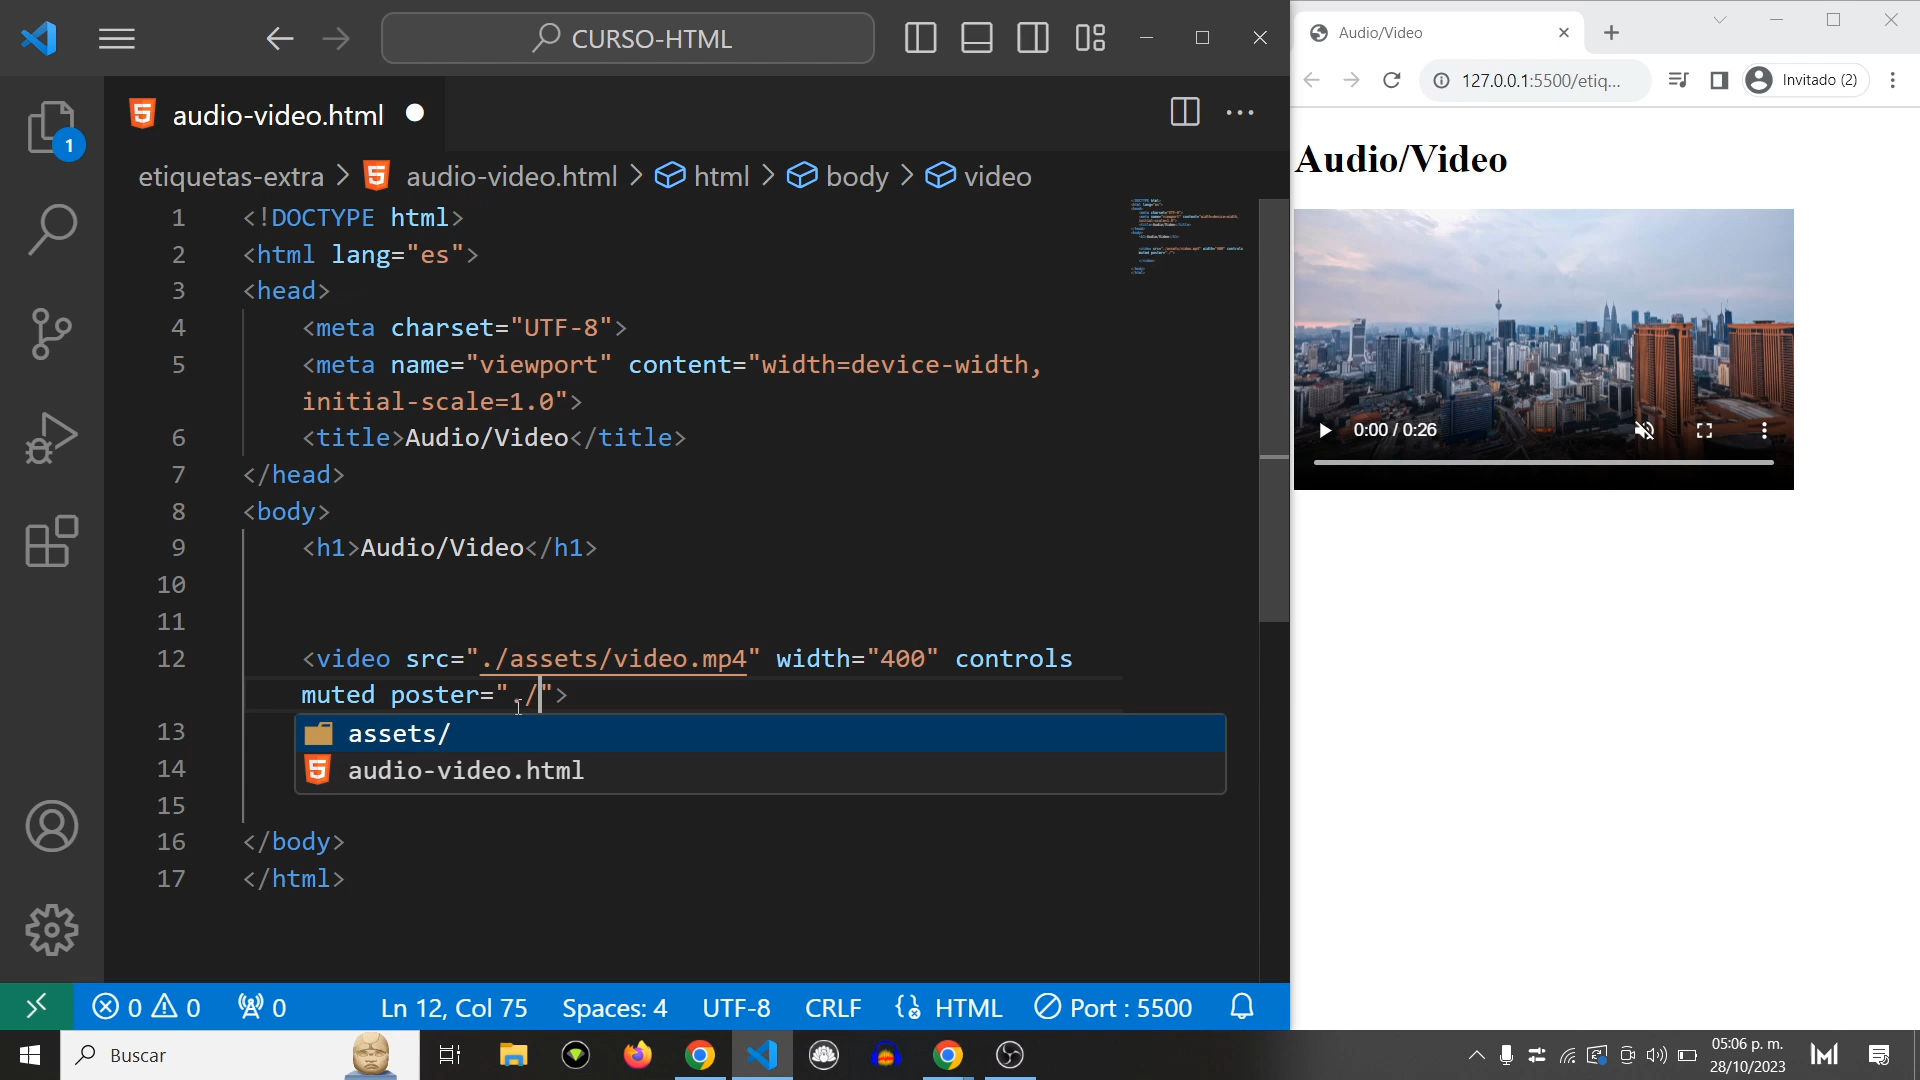 CURSO-HTML
audio-video.html
1
etiquetas-extra > audio-video.html > html > body > video
1 <!DOCTYPE html>
2 <html lang="es">
3 <head>
4 <meta charset="UTF-8">
5 <meta name="viewport" content="width=device-width,
initial-scale=1.0">
6 <title>Audio/Video</title>
7 </head>
8 <body>
9 <h1>Audio/Video</h1>
10
11
12 <video src="./assets/video.mp4" width="400" controls
muted poster="./">
13
assets/
14
audio-video.html
15
16 </body>
17 </html>
0 0 0 Ln 12, Col 75 Spaces: 4 UTF-8 CRLF HTML Port : 5500
Audio/Video
127.0.0.1:5500/etiq... Invitado (2)
Audio/Video
0:00 / 0:26
Buscar
05:06 p. m.
28/10/2023